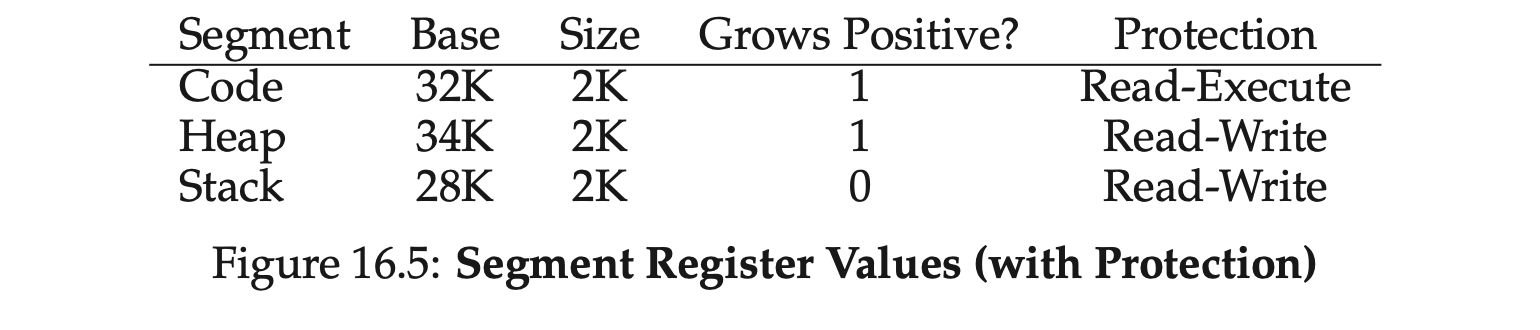 Segment Base Size Grows Positive? Protection
Code 32K 2K 1 Read-Execute
Heap 34K 2K 1 Read-Write
Stack 28K 2K 0 Read-Write
Figure 16.5: Segment Register Values (with Protection)